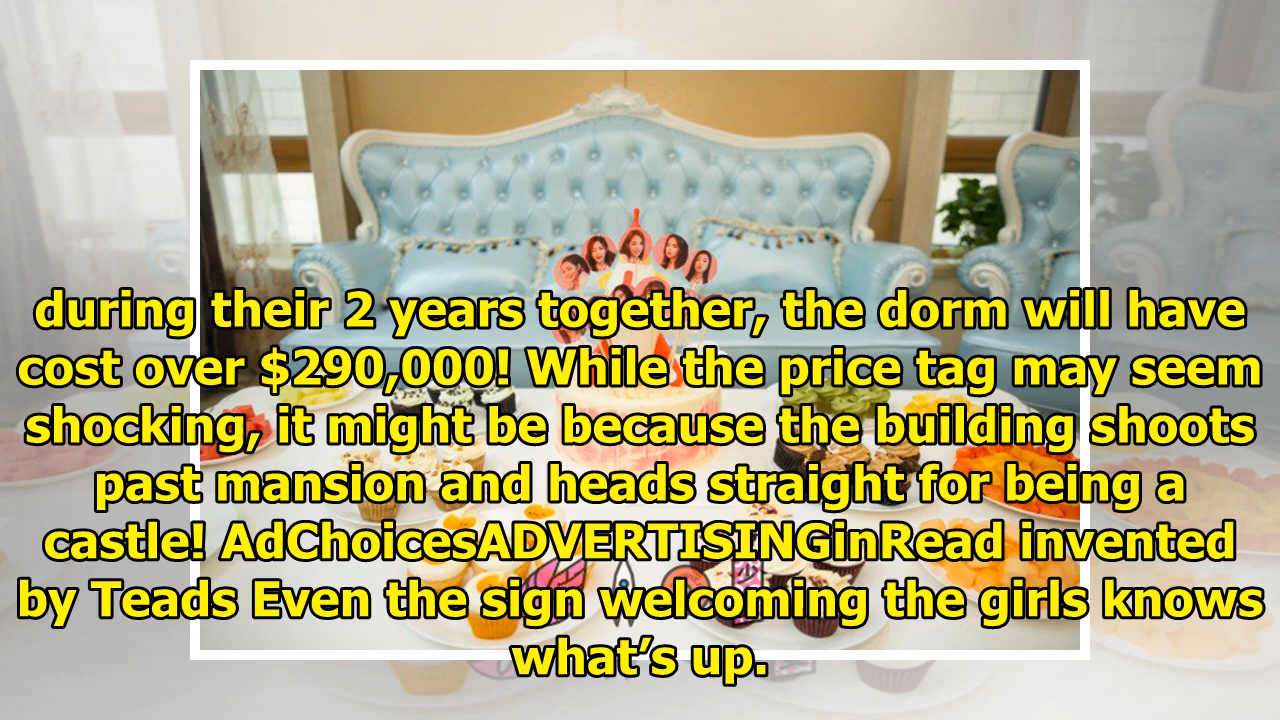 during their 2 years together, the dorm will have
cost over $290,000! While the price tag may seem
shocking, it might be because the building shoots
past mansion and heads straight for being a
castle! AdChoicesADVERTISINGinRead invented
by Teads Even the sign welcoming the girls knows
what’s up.